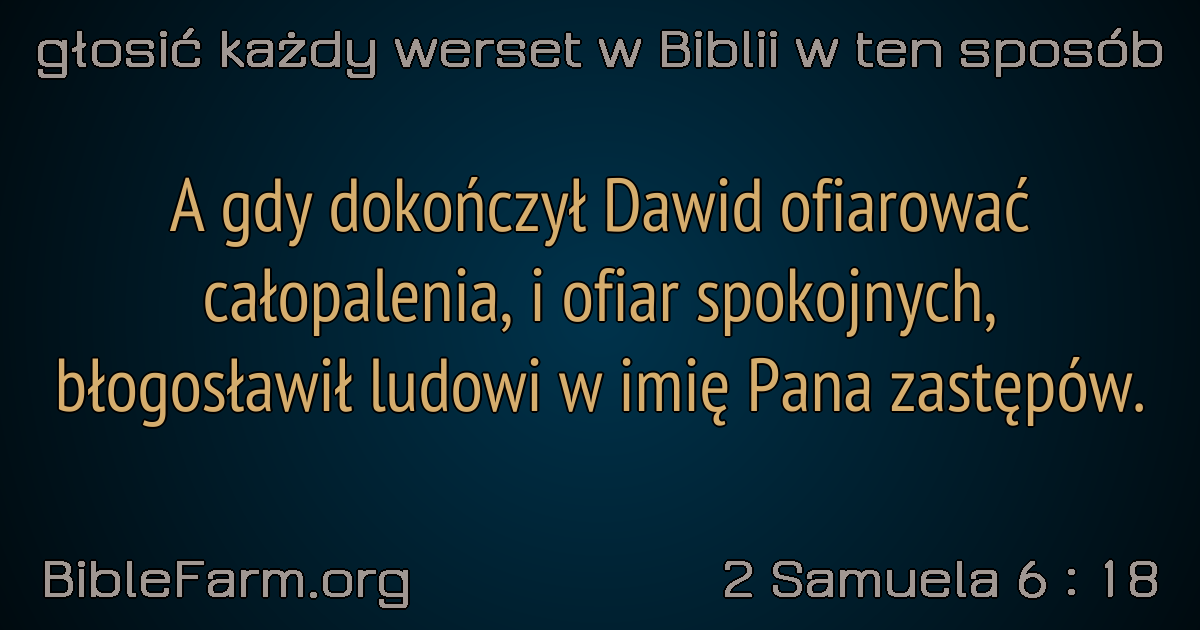 głosić każdy werset w Biblii w ten sposób
A gdy dokończył Dawid ofiarować
całopalenia, i ofiar spokojnych,
błogosławił ludowi w imię Pana zastępów.
BibleFarm.org
2 Samuela 6 : 18